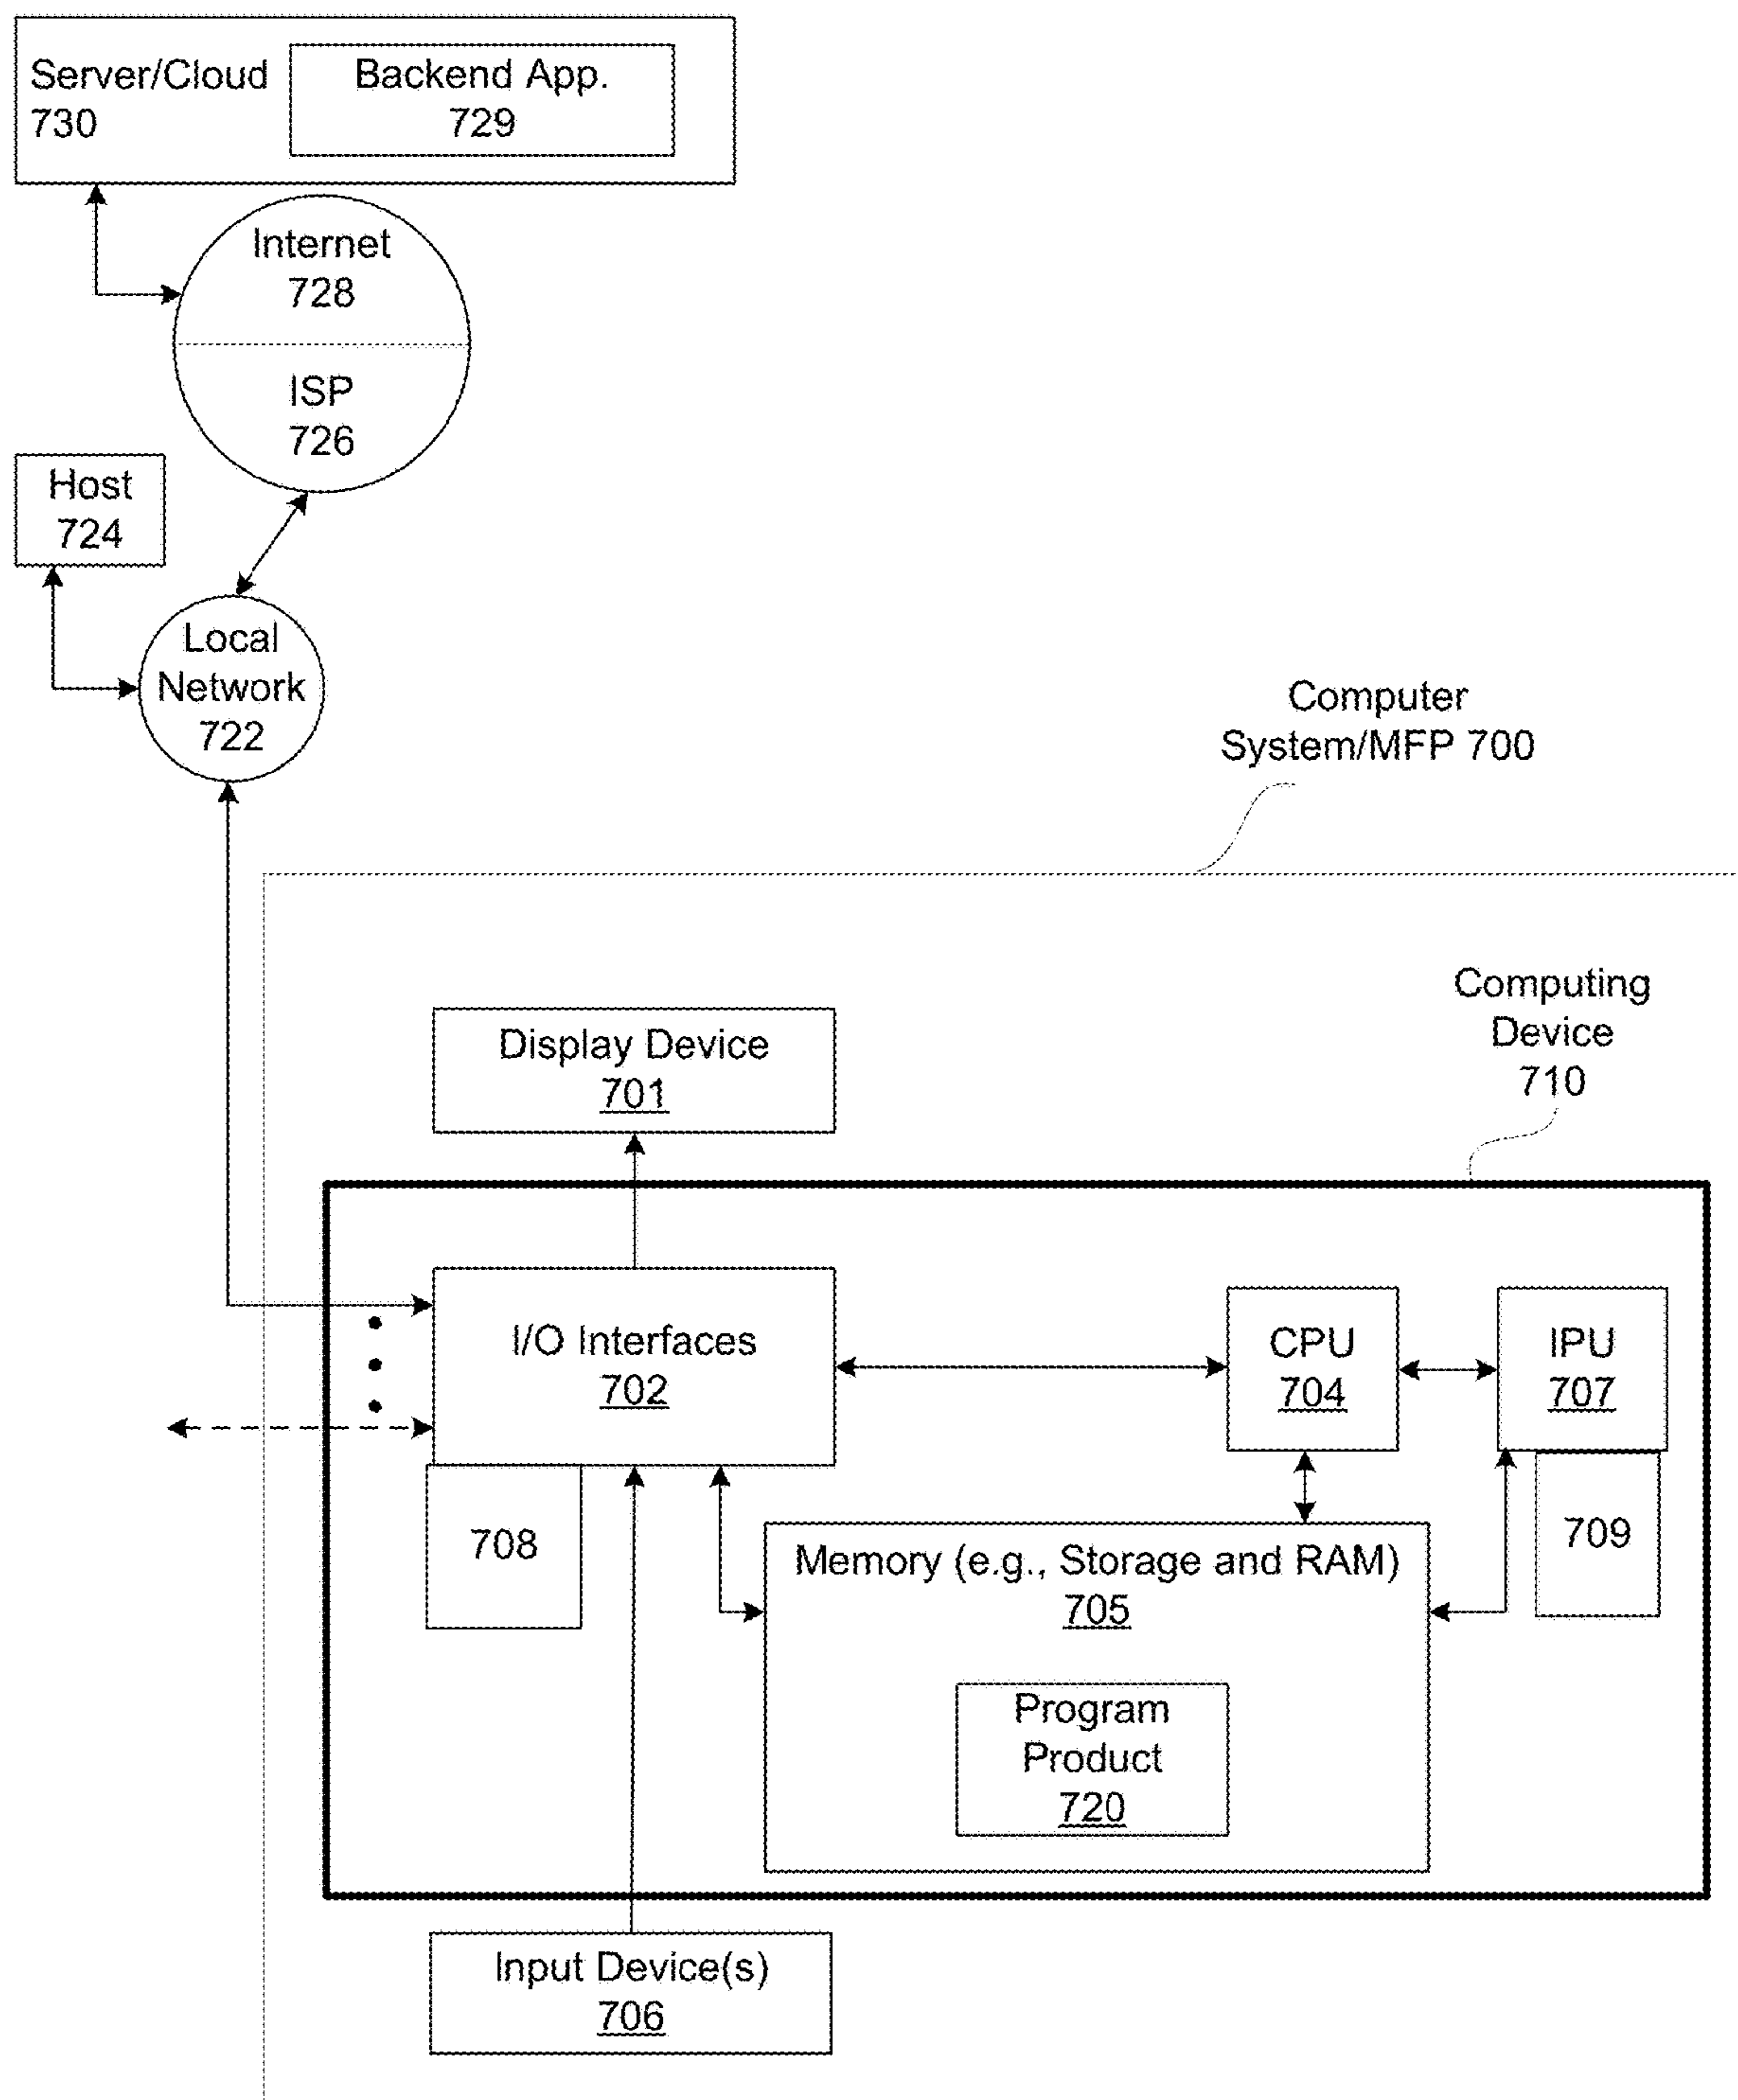 Server/Cloud
730
Backend App.
729
Internet
728
ISP
726
Host
724
Local
Network
722
Computer
System/MFP 700
Computing
Device
710
Display Device
701
I/O Interfaces
702
CPU
704
IPU
707
708
709
Memory (e.g., Storage and RAM)
705
Program
Product
720
Input Device(s)
706